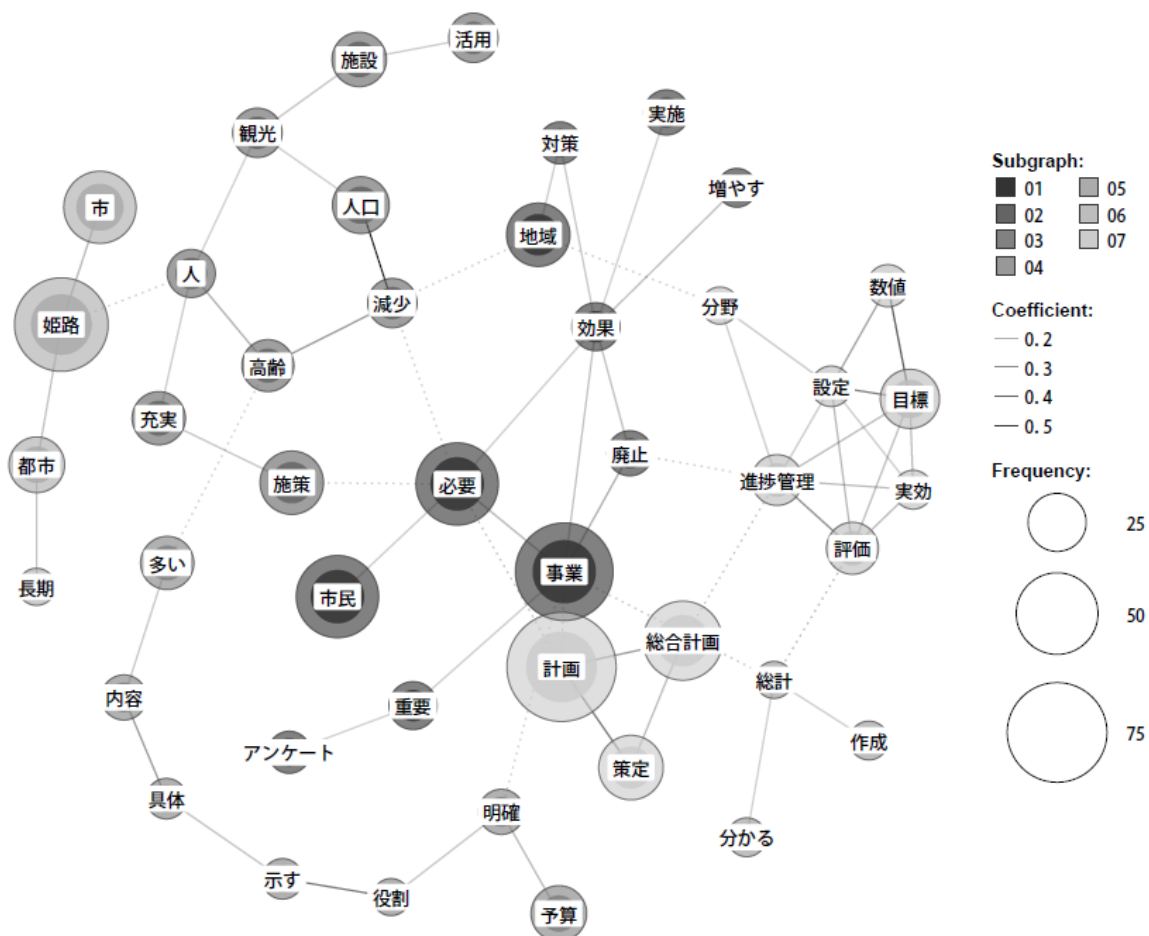 活用
施設
実施
観光
対策
増やす
人口
市
地域
人
数値
減少
分野
姫路
効果
高齢
設定
目標
充実
廃止
都市
施策
必要
進捗管理
実効
評価
多い
事業
長期
市民
総合計画
計画
総計
内容
重要
作成
アンケート
策定
具体
明確
分かる
示す
役割
予算
Subgraph:
01 05
02 06
03 07
04
Coefficient:
0.2
0.3
0.4
0.5
Frequency:
25
50
75